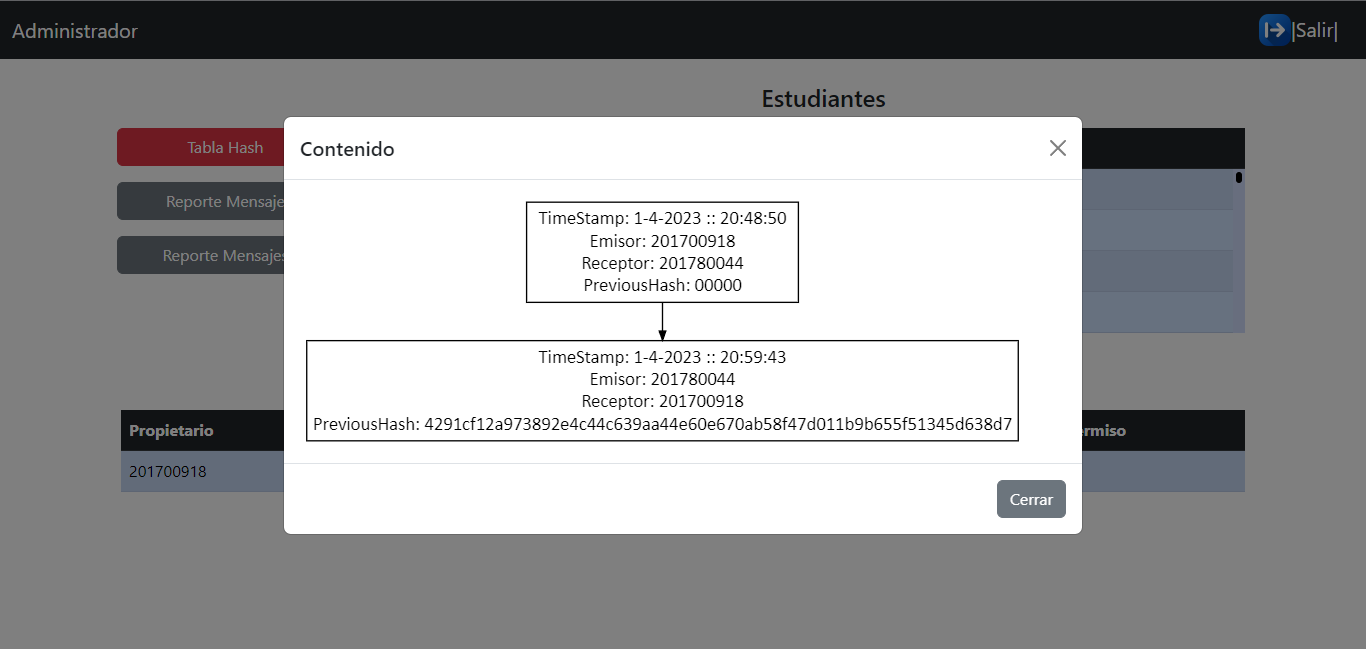 Administrador
|Salir|
Estudiantes
Tabla Hash
Contenido
Reporte Mensaje
Reporte Mensajes
TimeStamp: 1-4-2023 :: 20:48:50
Emisor: 201700918
Receptor: 201780044
PreviousHash: 00000
TimeStamp: 1-4-2023 :: 20:59:43
Emisor: 201780044
Receptor: 201700918
PreviousHash: 4291cf12a973892e4c44c639aa44e60e670ab58f47d011b9b655f51345d638d7
Propietario
ermiso
201700918
Cerrar